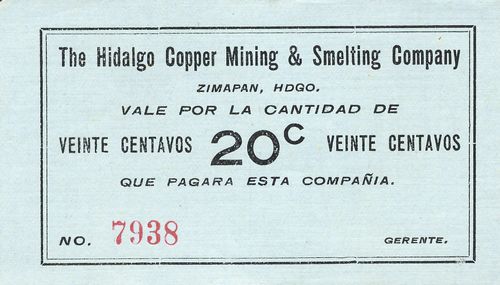 The Hidalgo Copper Mining & Smelting Company
ZIMAPAN, HDGO.
VALE POR LA CANTIDAD DE
VEINTE CENTAVOS 20C VEINTE CENTAVOS
QUE PAGARA ESTA COMPAÑIA.
NO. 7938 GERENTE.